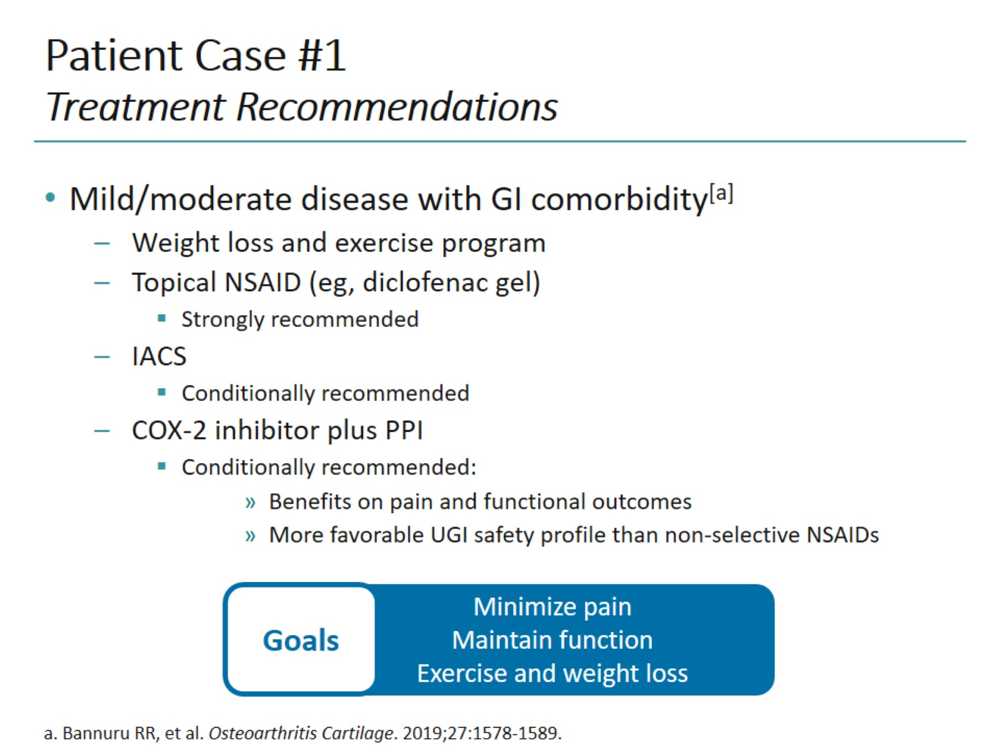 Patient Case #1
Treatment Recommendations
• Mild/moderate disease with GI comorbidity[a]
– Weight loss and exercise program
– Topical NSAID (eg, diclofenac gel)
▪ Strongly recommended
– IACS
▪ Conditionally recommended
– COX-2 inhibitor plus PPI
▪ Conditionally recommended:
» Benefits on pain and functional outcomes
» More favorable UGI safety profile than non-selective NSAIDs
Goals
Minimize pain
Maintain function
Exercise and weight loss
a. Bannuru RR, et al. Osteoarthritis Cartilage. 2019;27:1578-1589.